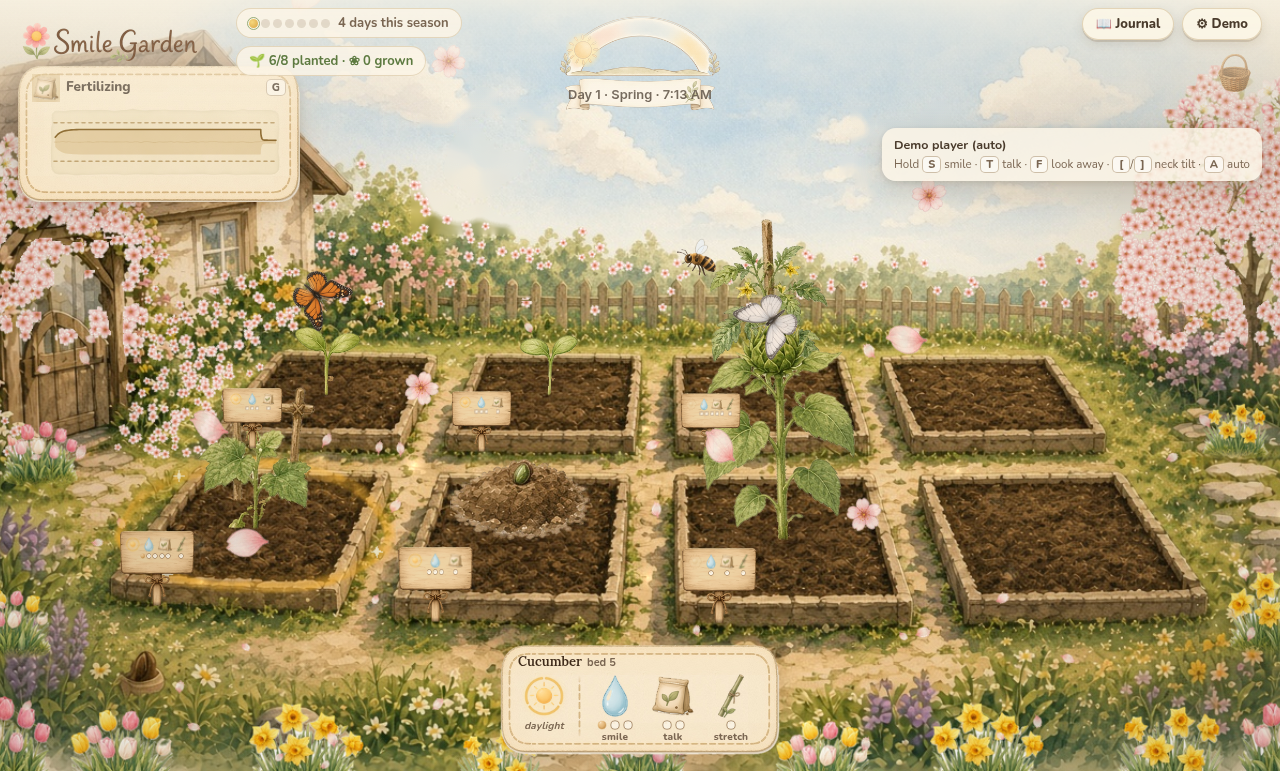 Smile Garden
4 days this season
6/8 planted · ❀ 0 grown
Fertilizing
G
Day 1 · Spring · 7:13 AM
Journal
Demo
Demo player (auto)
Hold S smile · T talk · F look away · [ / ] neck tilt · A auto
Cucumber bed 5
daylight
smile
talk
stretch